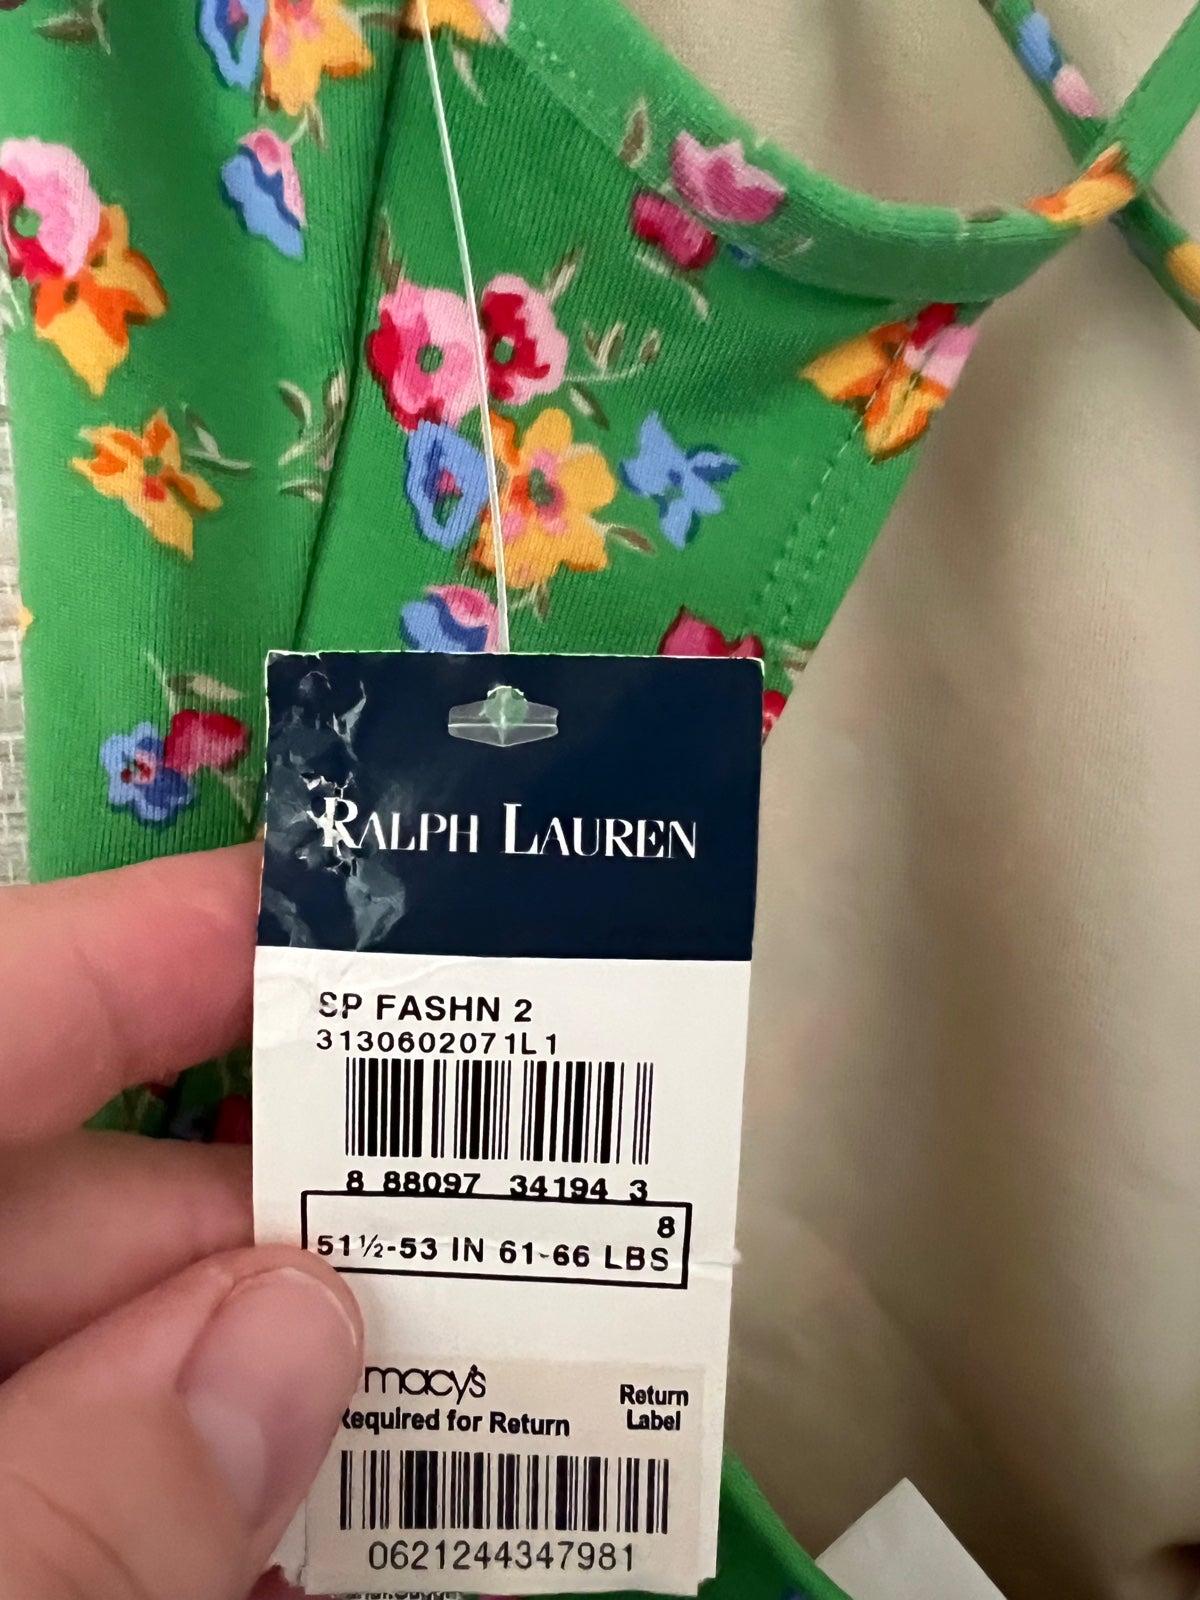 RALPH LAUREN
SP FASHN 2
3130602071L1
8 88097 34194 3
8
51½-53 IN 61-66 LBS
macy's
Return
Label
Required for Return
0621244347981